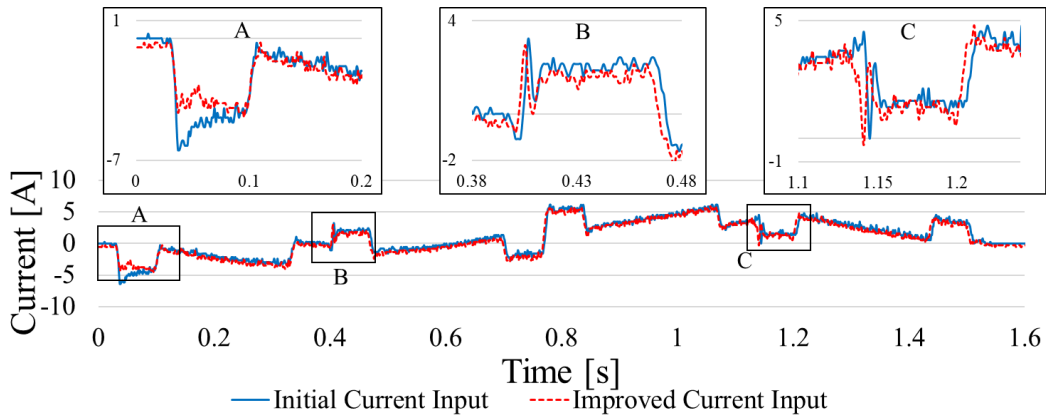 1
A
-7
0
0.1
0.2
4
B
-2
0.38
0.43
0.48
5
C
-1
1.1
1.15
1.2
Current [A]
10
5
0
-5
-10
A
B
C
0
0.2
0.4
0.6
0.8
1
1.2
1.4
1.6
Time [s]
Initial Current Input
Improved Current Input